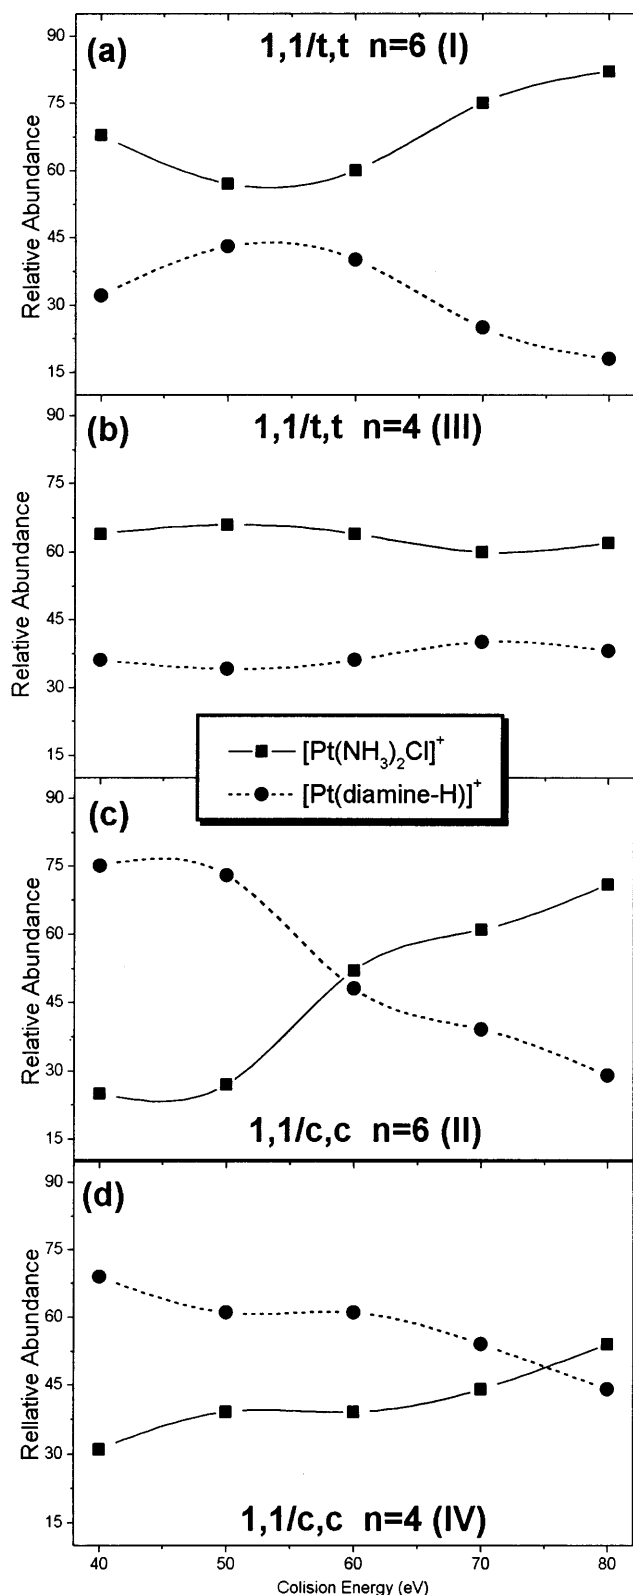 (a)
1,1/t,t n=6 (I)
90
75
60
45
30
15
Relative Abundance
(b)
1,1/t,t n=4 (III)
90
75
60
45
30
15
Relative Abundance
[Pt(NH3)2Cl]+
[Pt(diamine-H)]+
(c)
90
75
60
45
30
15
Relative Abundance
1,1/c,c n=6 (II)
(d)
90
75
60
45
30
15
Rellative Abundance
1,1/c,c n=4 (IV)
40 50 60 70 80
Colision Energy (eV)